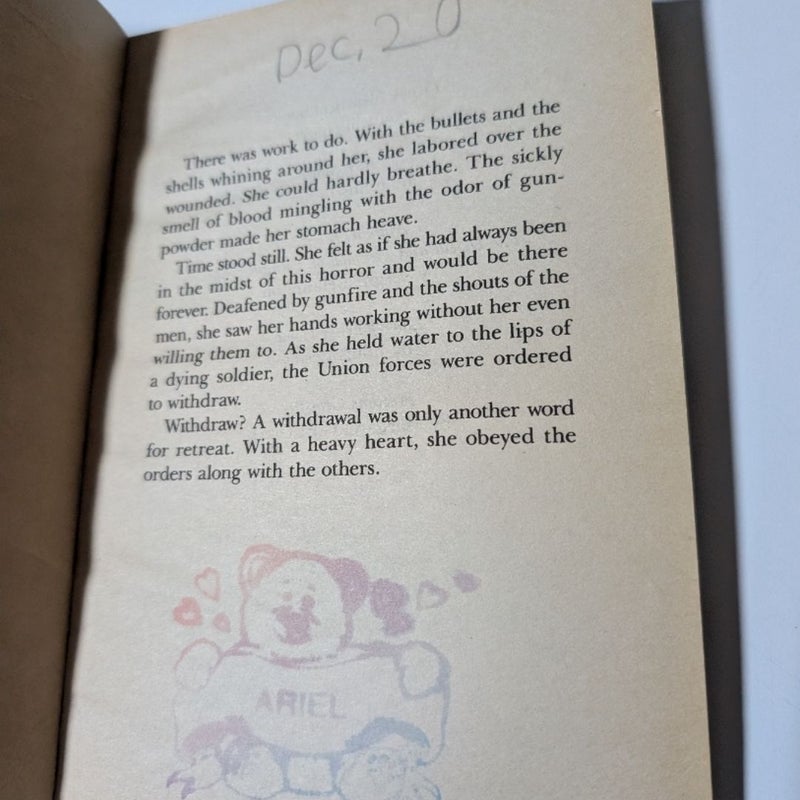 Dec, 20
There was work to do. With the bullets and the
shells whining around her, she labored over the
wounded. She could hardly breathe. The sickly
smell of blood mingling with the odor of gun-
powder made her stomach heave.
Time stood still. She felt as if she had always been
in the midst of this horror and would be there
forever. Deafened by gunfire and the shouts of the
men, she saw her hands working without her even
willing them to. As she held water to the lips of
a dying soldier, the Union forces were ordered
to withdraw.
Withdraw? A withdrawal was only another word
for retreat. With a heavy heart, she obeyed the
orders along with the others.
ARIEL